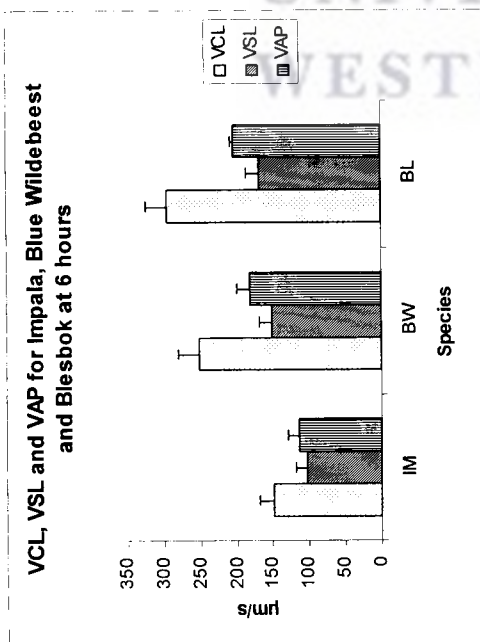 VCL, VSL and VAP for Impala, Blue Wildebeest
and Blesbok at 6 hours
350
300
250
200
150
100
50
0
µm/s
IM
BW
BL
Species
VCL
VSL
VAP
WEST